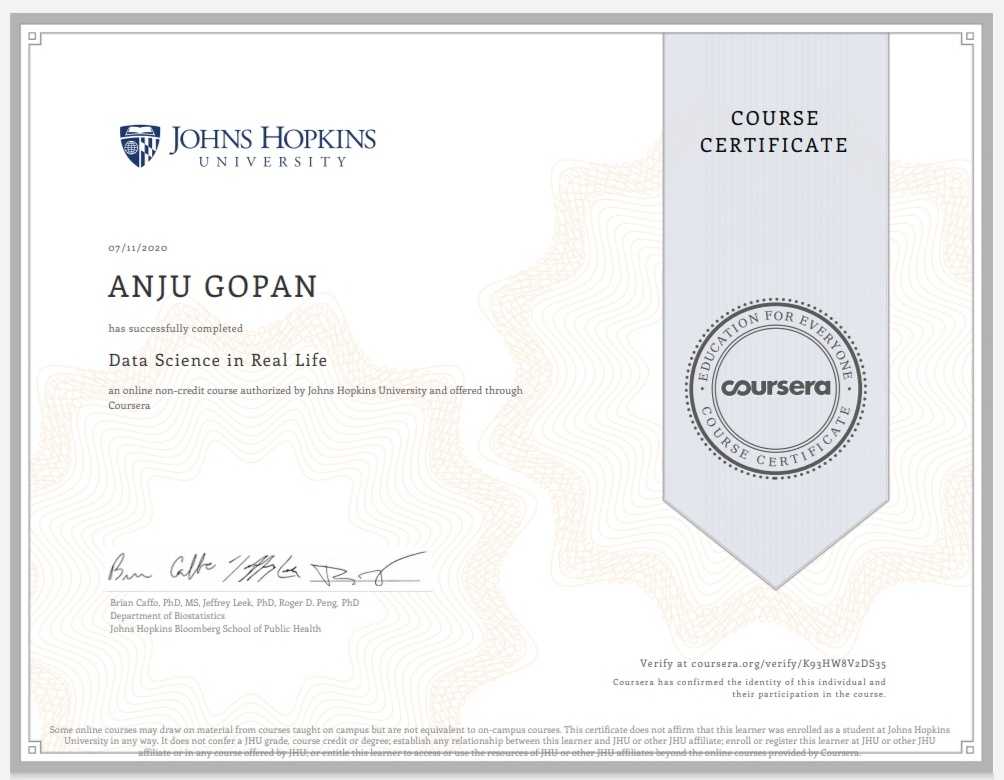 JOHNS HOPKINS
UNIVERSITY
COURSE
CERTIFICATE
07/11/2020
ANJU GOPAN
has successfully completed
Data Science in Real Life
an online non-credit course authorized by Johns Hopkins University and offered through
Coursera
EDUCATION FOR EVERYONE
coursera
COURSE CERTIFICATE
Brian Caffo, PhD, MS, Jeffrey Leek, PhD, Roger D. Peng, PhD
Department of Biostatistics
Johns Hopkins Bloomberg School of Public Health
Verify at coursera.org/verify/K93HW8V2DS35
Coursera has confirmed the identity of this individual and
their participation in the course.
Some online courses may draw on material from courses taught on campus but are not equivalent to on-campus courses. This certificate does not affirm that this learner was enrolled as a student at Johns Hopkins
University in any way. It does not confer a JHU grade, course credit or degree; establish any relationship between this learner and JHU or other JHU affiliate; enroll or register this learner at JHU or other JHU
affiliate or in any course offered by JHU; or entitle this learner to access or use the resources of JHU or other JHU affiliates beyond the online courses provided by Coursera.